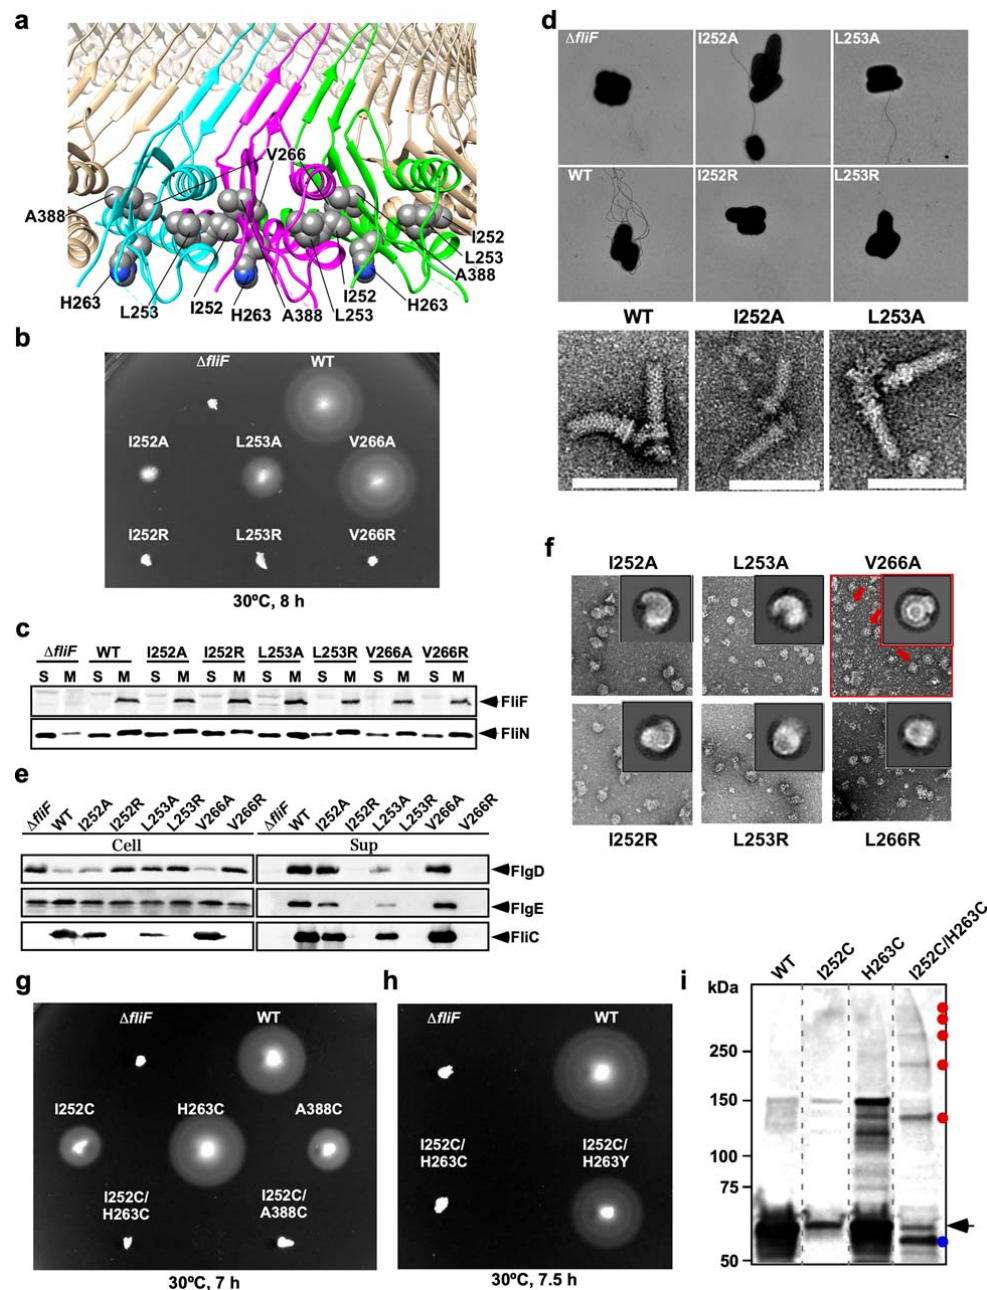 a
V266
A388
I252
L253
A388
H263
L253
I252
H263
A388
L253
I252
H263
b
ΔfliF
WT
I252A
L253A
V266A
I252R
L253R
V266R
30ºC, 8 h
c
ΔfliF WT I252A I252R L253A L253R V266A V266R
S M S M S M S M S M S M S M S M
FliF
FliN
d
ΔfliF I252A L253A
WT I252R L253R
WT I252A L253A
e
ΔfliF WT I252A I252R L253A L253R V266A V266R ΔfliF WT I252A I252R L253A L253R V266A V266R
Cell Sup
FlgD
FlgE
FliC
f
I252A L253A V266A
I252R L253R L266R
g
ΔfliF
WT
I252C
H263C
A388C
I252C/
H263C
I252C/
A388C
30ºC, 7 h
h
ΔfliF
WT
I252C/
H263C
I252C/
H263Y
30ºC, 7.5 h
i
WT I252C H263C I252C/H263C
kDa
250
150
100
75
50